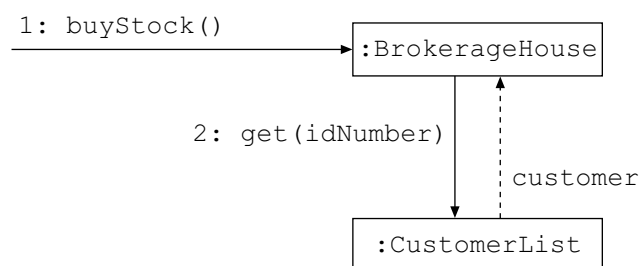 1: buyStock()
:BrokerageHouse
2: get(idNumber)
customer
:CustomerList